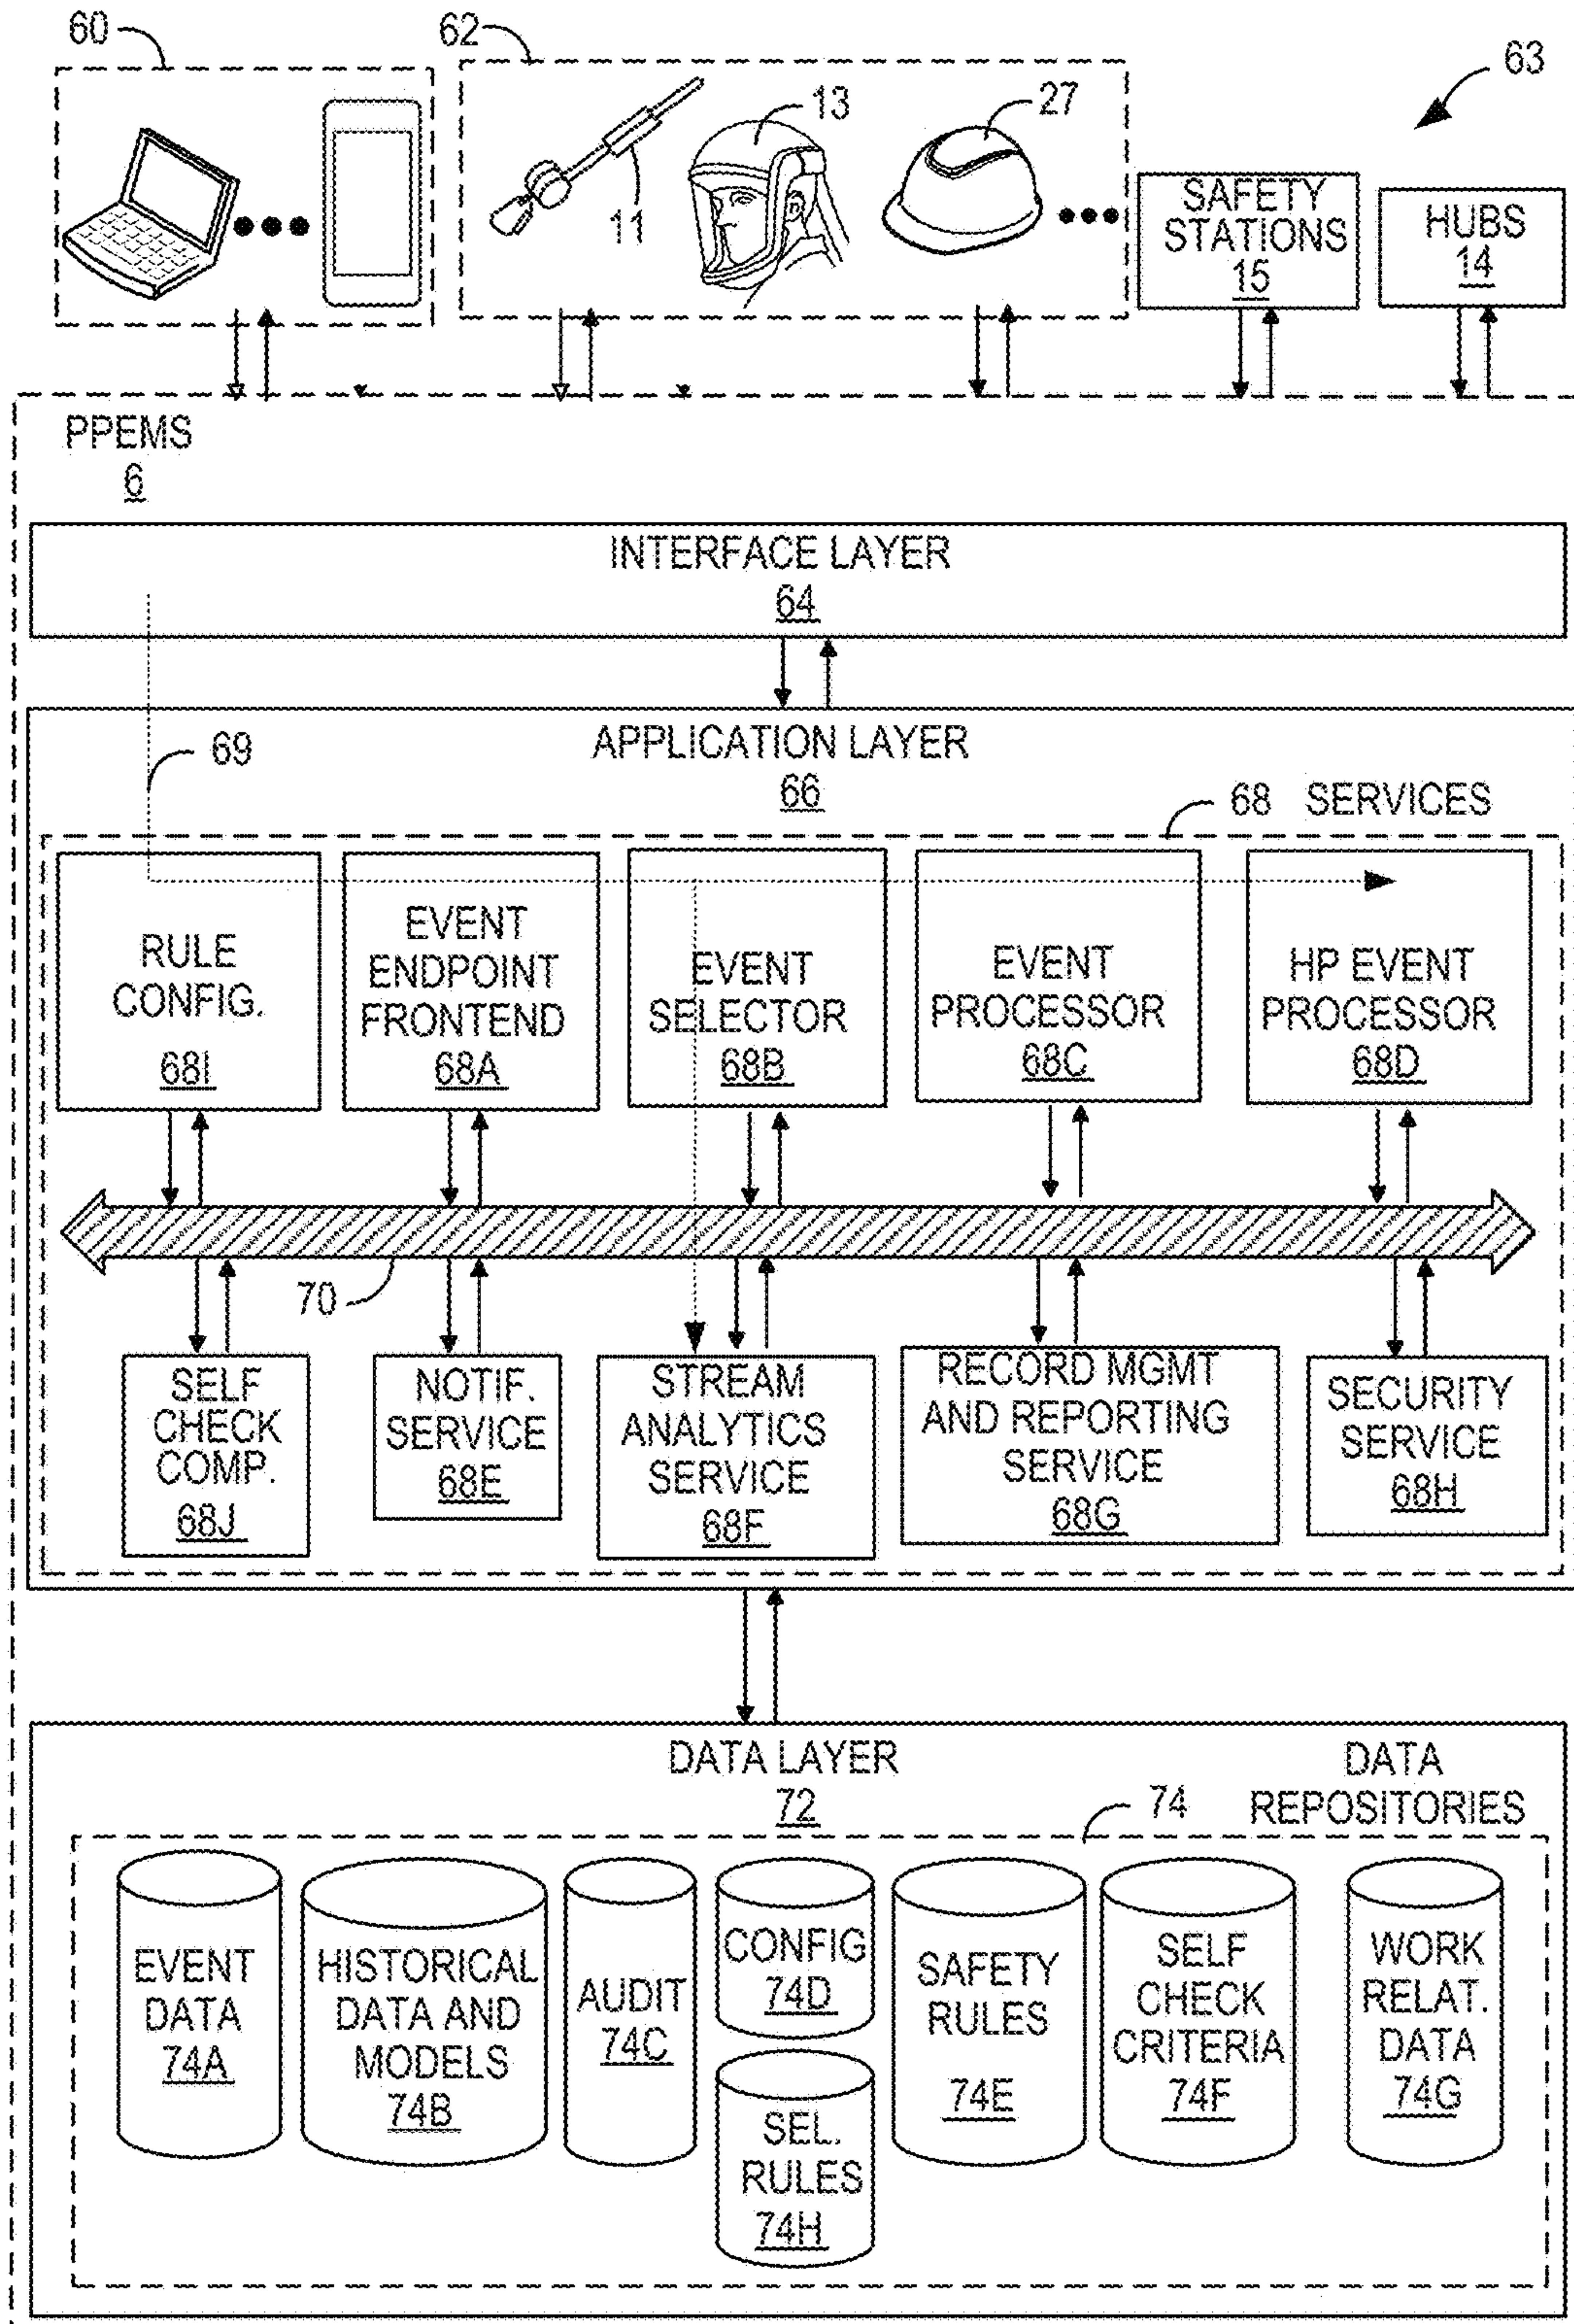 60
62
63
11
13
27
SAFETY
STATIONS
15
HUBS
14
PPEMS
6
INTERFACE LAYER
64
69
APPLICATION LAYER
66
68 SERVICES
RULE
CONFIG.
68I
EVENT
ENDPOINT
FRONTEND
68A
EVENT
SELECTOR
68B
EVENT
PROCESSOR
68C
HP EVENT
PROCESSOR
68D
70
SELF
CHECK
COMP.
68J
NOTIF.
SERVICE
68E
STREAM
ANALYTICS
SERVICE
68F
RECORD MGMT
AND REPORTING
SERVICE
68G
SECURITY
SERVICE
68H
DATA LAYER
72
74
DATA
REPOSITORIES
EVENT
DATA
74A
HISTORICAL
DATA AND
MODELS
74B
AUDIT
74C
CONFIG
74D
SEL.
RULES
74H
SAFETY
RULES
74E
SELF
CHECK
CRITERIA
74F
WORK
RELAT.
DATA
74G